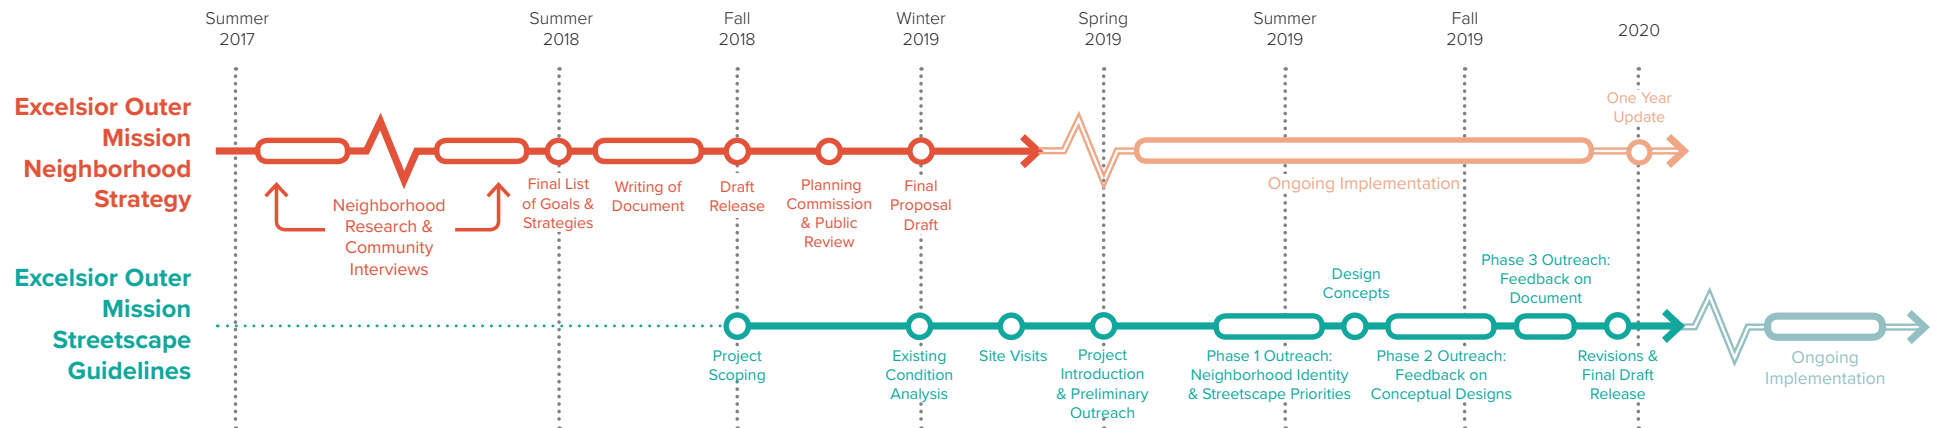 Summer
2017
Summer
2018
Fall
2018
Winter
2019
Spring
2019
Summer
2019
Fall
2019
2020
Excelsior Outer
Mission
Neighborhood
Strategy
Neighborhood
Research &
Community
Interviews
Final List
of Goals &
Strategies
Writing of
Document
Draft
Release
Planning
Commission
& Public
Review
Final
Proposal
Draft
Ongoing Implementation
One Year
Update
Excelsior Outer
Mission
Streetscape
Guidelines
Project
Scoping
Existing
Condition
Analysis
Site Visits
Project
Introduction
& Preliminary
Outreach
Phase 1 Outreach:
Neighborhood Identity
& Streetscape Priorities
Design
Concepts
Phase 2 Outreach:
Feedback on
Conceptual Designs
Phase 3 Outreach:
Feedback on
Document
Revisions &
Final Draft
Release
Ongoing
Implementation